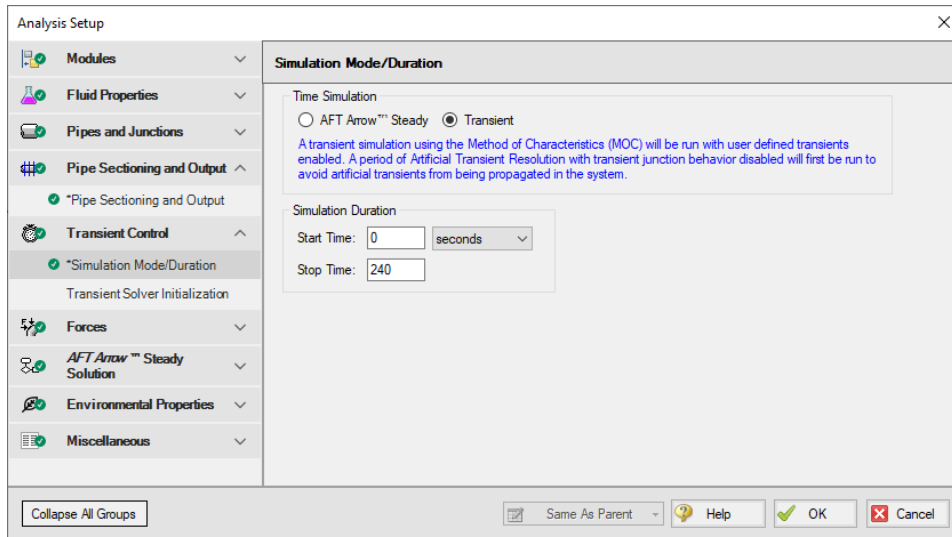 Analysis Setup
Modules
Fluid Properties
Pipes and Junctions
Pipe Sectioning and Output
*Pipe Sectioning and Output
Transient Control
*Simulation Mode/Duration
Transient Solver Initialization
Forces
AFT Arrow ™ Steady
Solution
Environmental Properties
Miscellaneous
Simulation Mode/Duration
Time Simulation
AFT Arrow™ Steady
Transient
A transient simulation using the Method of Characteristics (MOC) will be run with user defined transients
enabled. A period of Artificial Transient Resolution with transient junction behavior disabled will first be run to
avoid artificial transients from being propagated in the system.
Simulation Duration
Start Time: 0 seconds
Stop Time: 240
Collapse All Groups
Same As Parent
Help
OK
Cancel